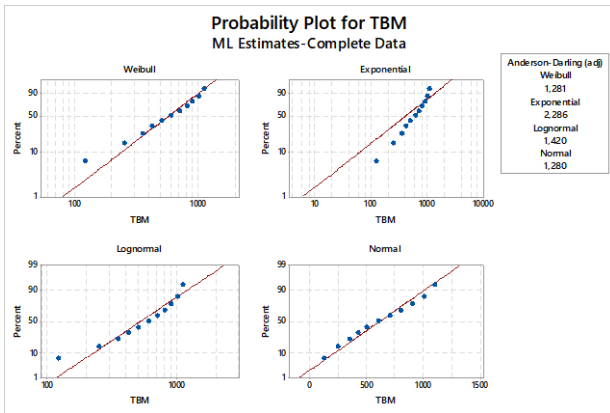 Probability Plot for TBM
ML Estimates-Complete Data
Weibull
90
50
10
1
Percent
100 1000
TBM
Exponential
90
50
10
1
Percent
10 100 1000 10000
TBM
Anderson-Darling (adj)
Weibull
1,281
Exponential
2,286
Lognormal
1,420
Normal
1,280
Lognormal
99
90
50
10
1
Percent
100 1000
TBM
Normal
99
90
50
10
1
Percent
0 500 1000 1500
TBM